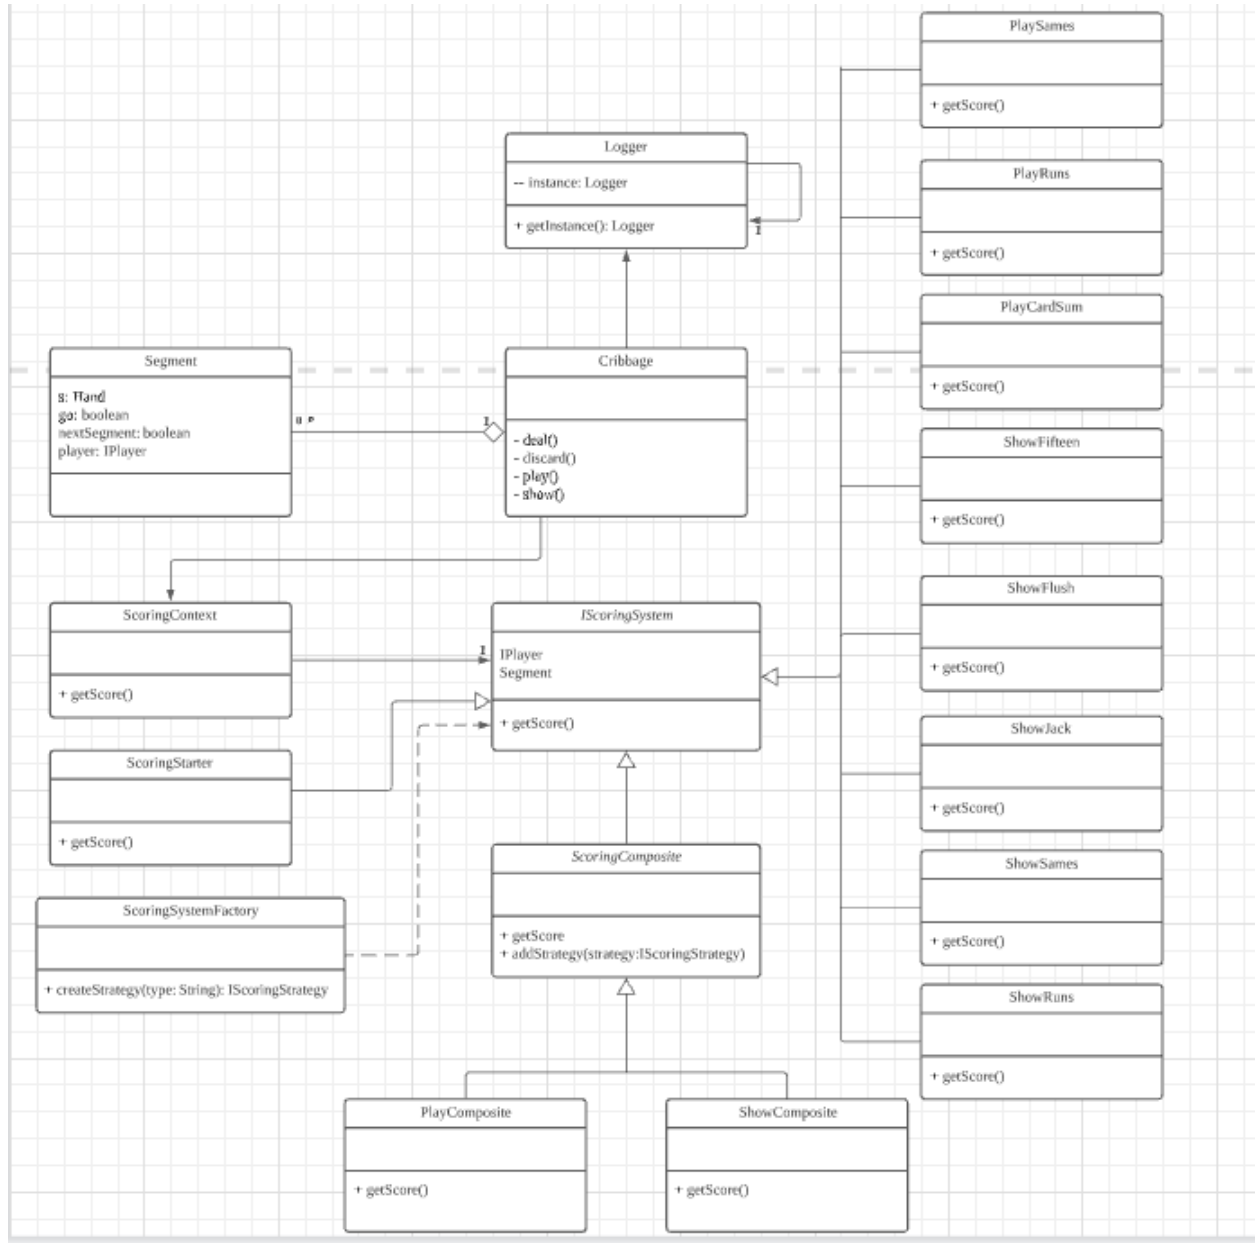 PlaySames
+ getScore()
Logger
-- instance: Logger
+ getInstance(): Logger
1
PlayRuns
+ getScore()
PlayCardSum
+ getScore()
Segment
s: Hand
go: boolean
nextSegment: boolean
player: IPlayer
1
Cribbage
- deal()
- discard()
- play()
- show()
ShowFifteen
+ getScore()
ScoringContext
+ getScore()
1
IScoringSystem
IPlayer
Segment
+ getScore()
ShowFlush
+ getScore()
ScoringStarter
+ getScore()
ShowJack
+ getScore()
ScoringSystemFactory
+ createStrategy(type: String): IScoringStrategy
ScoringComposite
+ getScore
+ addStrategy(strategy:IScoringStrategy)
ShowSames
+ getScore()
ShowRuns
+ getScore()
PlayComposite
+ getScore()
ShowComposite
+ getScore()